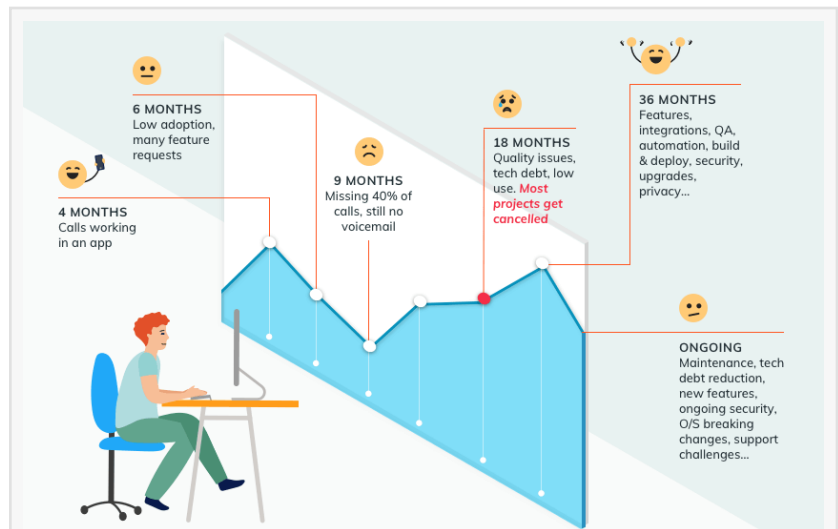 6 MONTHS
Low adoption,
many feature
requests
4 MONTHS
Calls working
in an app
9 MONTHS
Missing 40% of
calls, still no
voicemail
18 MONTHS
Quality issues,
tech debt, low
use. Most
projects get
cancelled
36 MONTHS
Features,
integrations, QA,
automation, build
& deploy, security,
upgrades,
privacy...
ONGOING
Maintenance, tech
debt reduction,
new features,
ongoing security,
O/S breaking
changes, support
challenges...